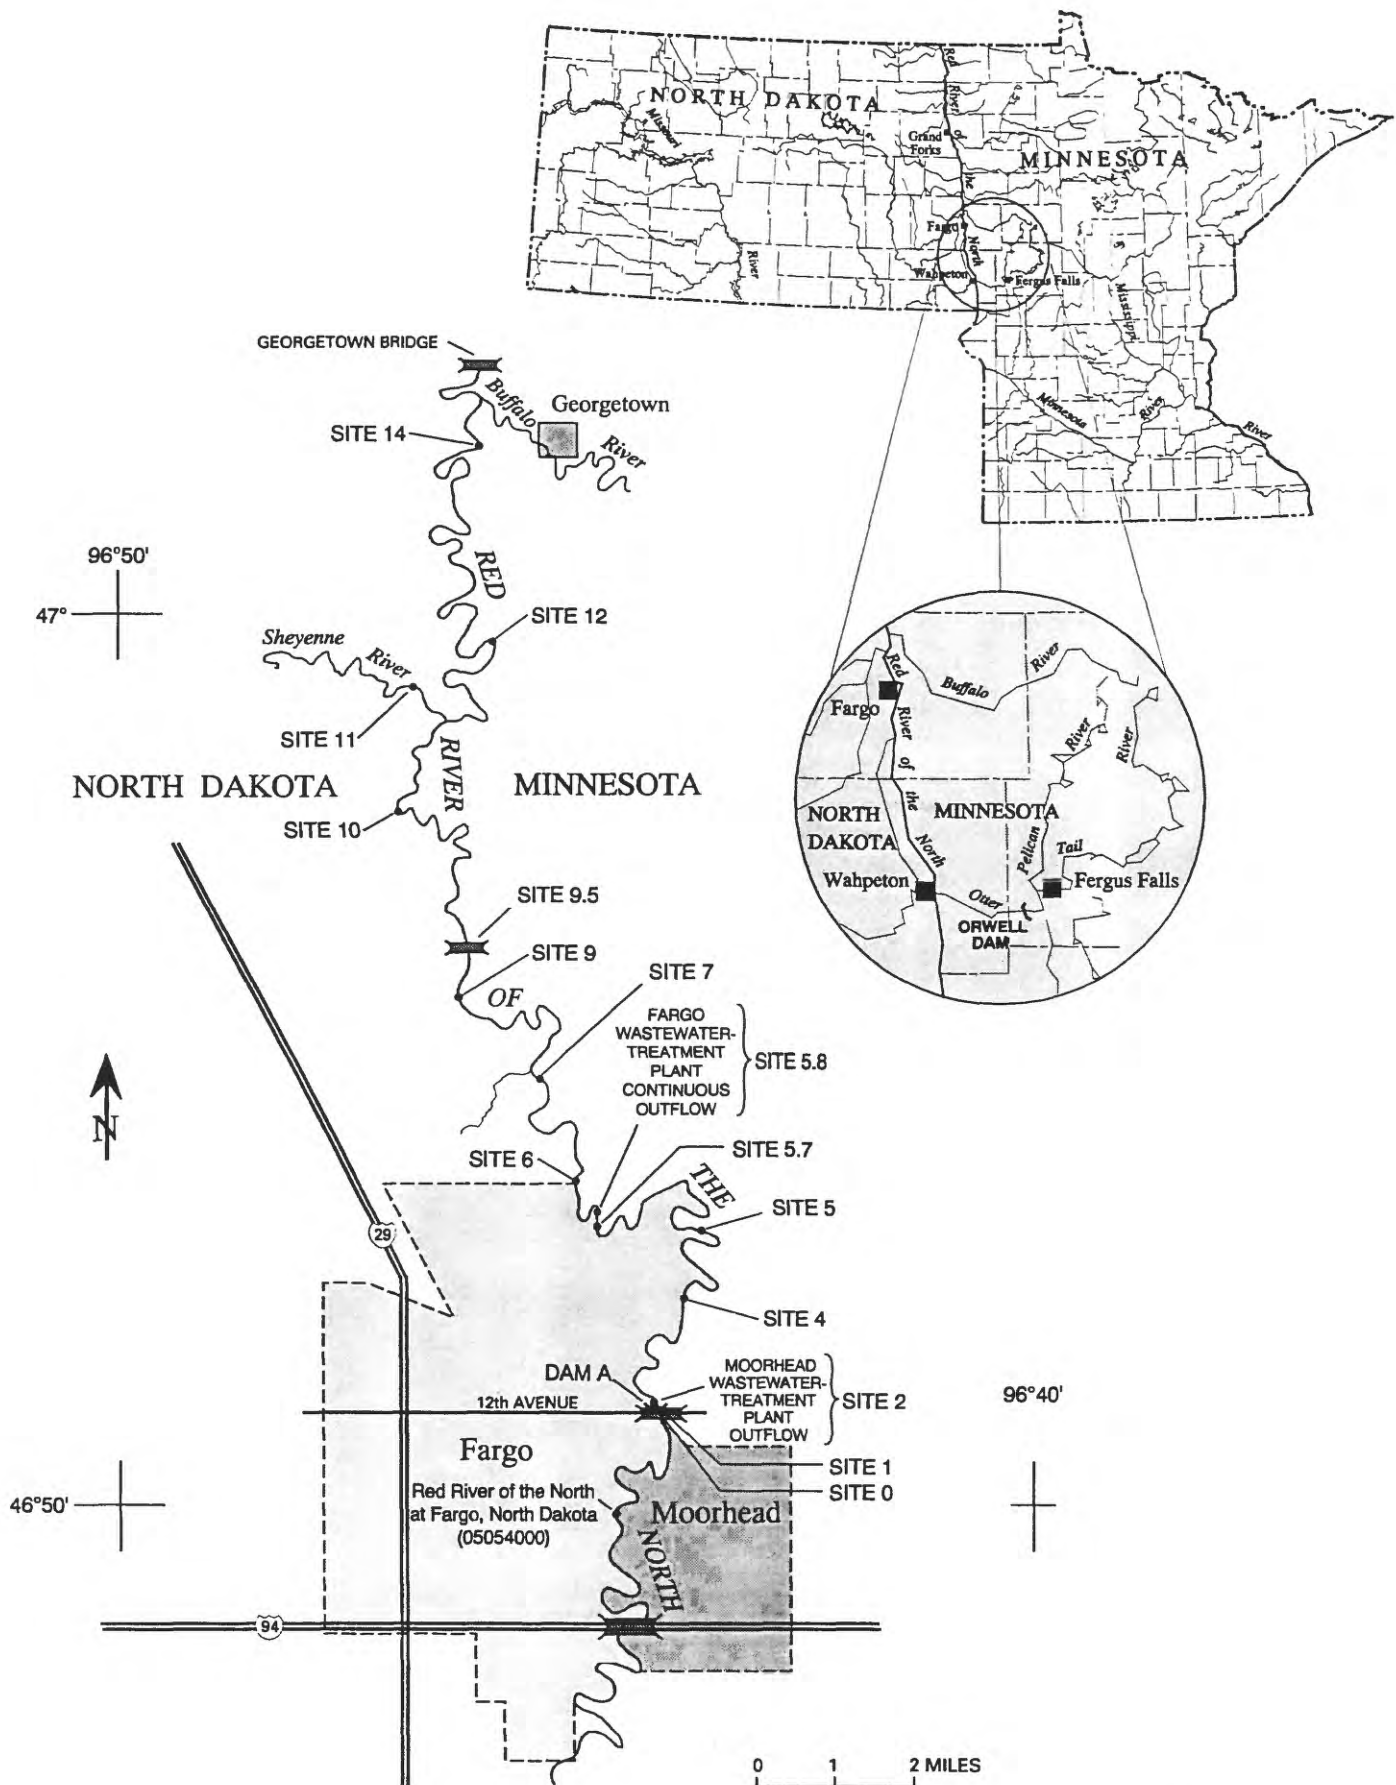 NORTH DAKOTA
MINNESOTA
Red
River
of
the
North
Missouri
River
Grand
Forks
Fargo
Wahpeton
Fergus Falls
Mississippi
Minnesota
River
River
GEORGETOWN BRIDGE
Buffalo
River
Georgetown
SITE 14
96°50'
47°
RED
SITE 12
Sheyenne
River
SITE 11
RIVER
NORTH DAKOTA
MINNESOTA
SITE 10
SITE 9.5
SITE 9
OF
SITE 7
FARGO
WASTEWATER-
TREATMENT
PLANT
CONTINUOUS
OUTFLOW
SITE 5.8
N
SITE 6
SITE 5.7
THE
SITE 5
29
SITE 4
DAM A
12th AVENUE
MOORHEAD
WASTEWATER-
TREATMENT
PLANT
OUTFLOW
SITE 2
96°40'
Fargo
SITE 1
SITE 0
46°50'
Red River of the North
at Fargo, North Dakota
(05054000)
Moorhead
NORTH
94
0 1 2 MILES
Red
River
of
the
North
Buffalo
River
Fargo
River
River
NORTH
DAKOTA
MINNESOTA
Pelican
Tail
Wahpeton
Fergus Falls
Otter
ORWELL
DAM